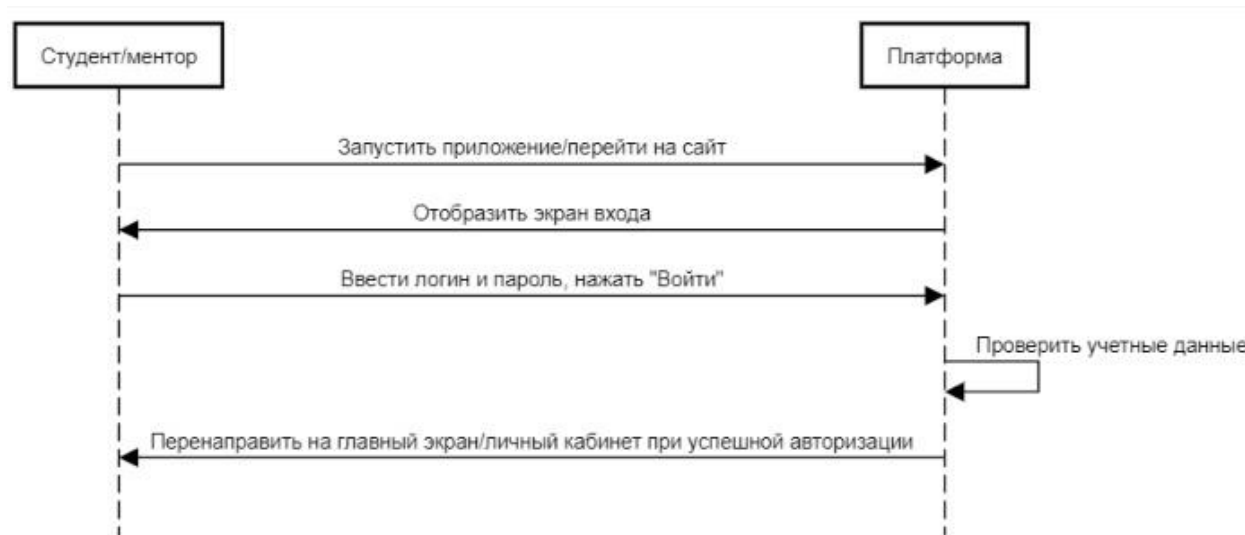 Студент/ментор
Платформа
Запустить приложение/перейти на сайт
Отобразить экран входа
Ввести логин и пароль, нажать "Войти"
Проверить учетные данные
Перенаправить на главный экран/личный кабинет при успешной авторизации